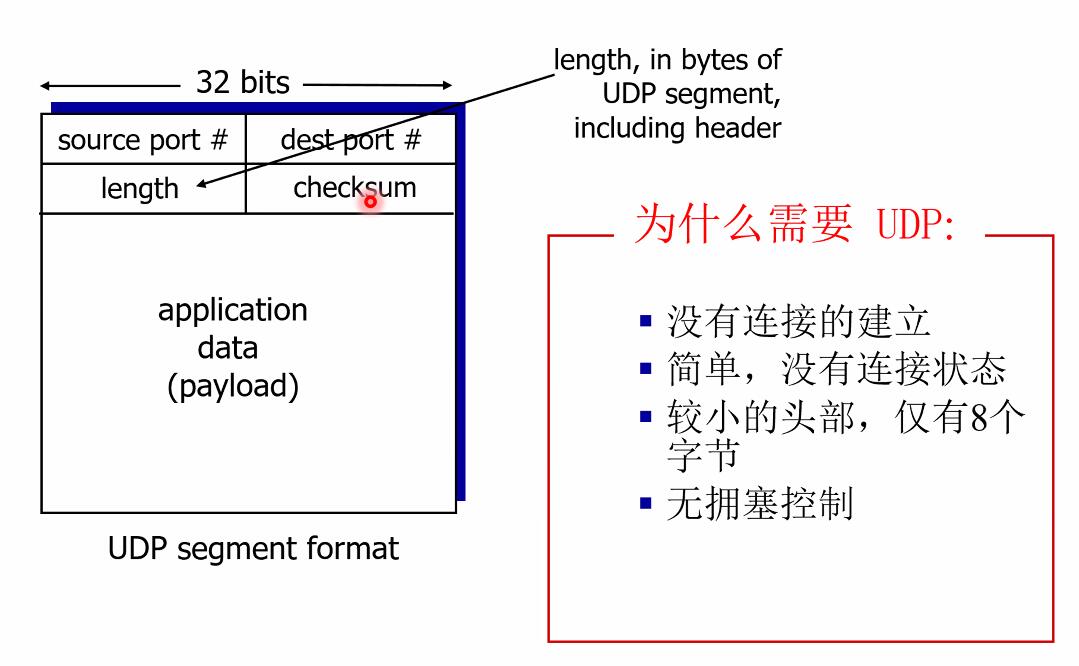 32 bits
length, in bytes of
UDP segment,
including header
source port #
dest port #
length
checksum
application
data
(payload)
UDP segment format
为什么需要 UDP:
没有连接的建立
简单，没有连接状态
较小的头部，仅有8个
字节
无拥塞控制